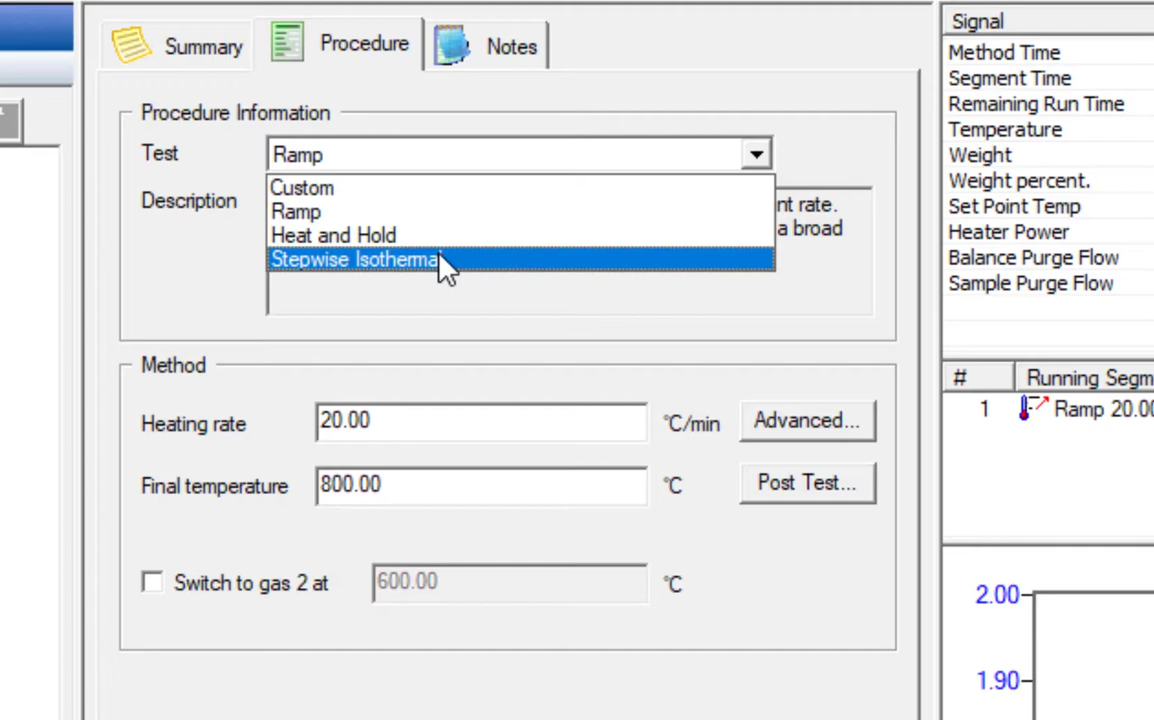 Summary
Procedure
Notes
Procedure Information
Test
Ramp
Custom
Ramp
Heat and Hold
Stepwise Isotherma
Description
nt rate.
a broad
Method
Heating rate
20.00
°C/min
Advanced...
Final temperature
800.00
°C
Post Test...
Switch to gas 2 at
600.00
°C
Signal
Method Time
Segment Time
Remaining Run Time
Temperature
Weight
Weight percent.
Set Point Temp
Heater Power
Balance Purge Flow
Sample Purge Flow
# Running Segm
1 Ramp 20.00
2.00
1.90